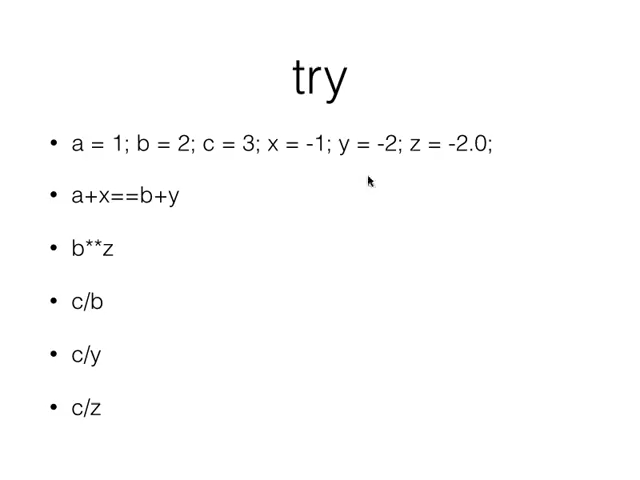 try
• a = 1; b = 2; c = 3; x = -1; y = -2; z = -2.0;
• a+x==b+y
• b**z
• c/b
• c/y
• c/z